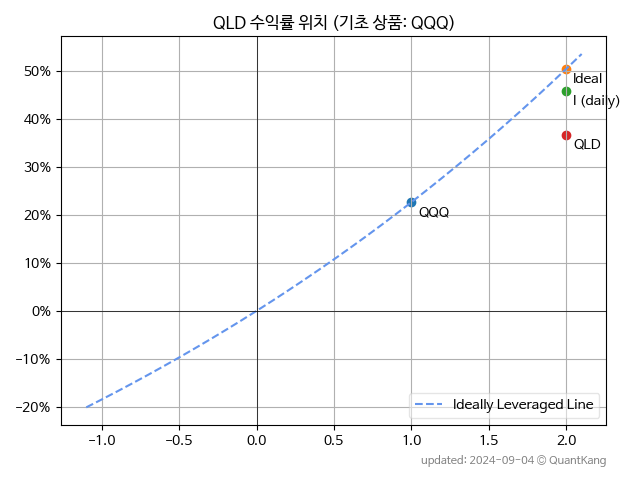 QLD 수익률 위치 (기초 상품: QQQ)
50%
40%
30%
20%
10%
0%
−10%
−20%
Ideal
I (daily)
QLD
QQQ
Ideally Leveraged Line
−1.0 −0.5 0.0 0.5 1.0 1.5 2.0
updated: 2024-09-04 © QuantKang